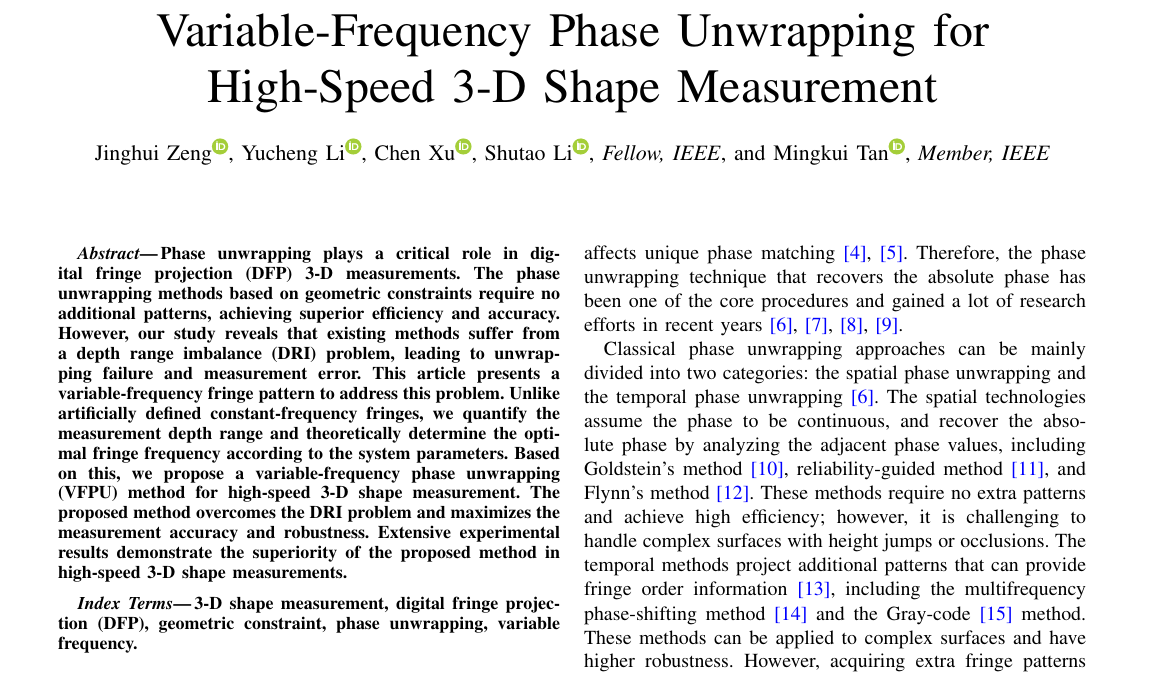 Variable-Frequency Phase Unwrapping for
High-Speed 3-D Shape Measurement
Jinghui Zeng iD, Yucheng Li iD, Chen Xu iD, Shutao Li iD, Fellow, IEEE, and Mingkui Tan iD, Member, IEEE
Abstract—Phase unwrapping plays a critical role in dig-
ital fringe projection (DFP) 3-D measurements. The phase
unwrapping methods based on geometric constraints require no
additional patterns, achieving superior efficiency and accuracy.
However, our study reveals that existing methods suffer from
a depth range imbalance (DRI) problem, leading to unwrap-
ping failure and measurement error. This article presents a
variable-frequency fringe pattern to address this problem. Unlike
artificially defined constant-frequency fringes, we quantify the
measurement depth range and theoretically determine the opti-
mal fringe frequency according to the system parameters. Based
on this, we propose a variable-frequency phase unwrapping
(VFPU) method for high-speed 3-D shape measurement. The
proposed method overcomes the DRI problem and maximizes the
measurement accuracy and robustness. Extensive experimental
results demonstrate the superiority of the proposed method in
high-speed 3-D shape measurements.
Index Terms—3-D shape measurement, digital fringe projec-
tion (DFP), geometric constraint, phase unwrapping, variable
frequency.
affects unique phase matching [4], [5]. Therefore, the phase
unwrapping technique that recovers the absolute phase has
been one of the core procedures and gained a lot of research
efforts in recent years [6], [7], [8], [9].
Classical phase unwrapping approaches can be mainly
divided into two categories: the spatial phase unwrapping and
the temporal phase unwrapping [6]. The spatial technologies
assume the phase to be continuous, and recover the abso-
lute phase by analyzing the adjacent phase values, including
Goldstein's method [10], reliability-guided method [11], and
Flynn's method [12]. These methods require no extra patterns
and achieve high efficiency; however, it is challenging to
handle complex surfaces with height jumps or occlusions. The
temporal methods project additional patterns that can provide
fringe order information [13], including the multifrequency
phase-shifting method [14] and the Gray-code [15] method.
These methods can be applied to complex surfaces and have
higher robustness. However, acquiring extra fringe patterns